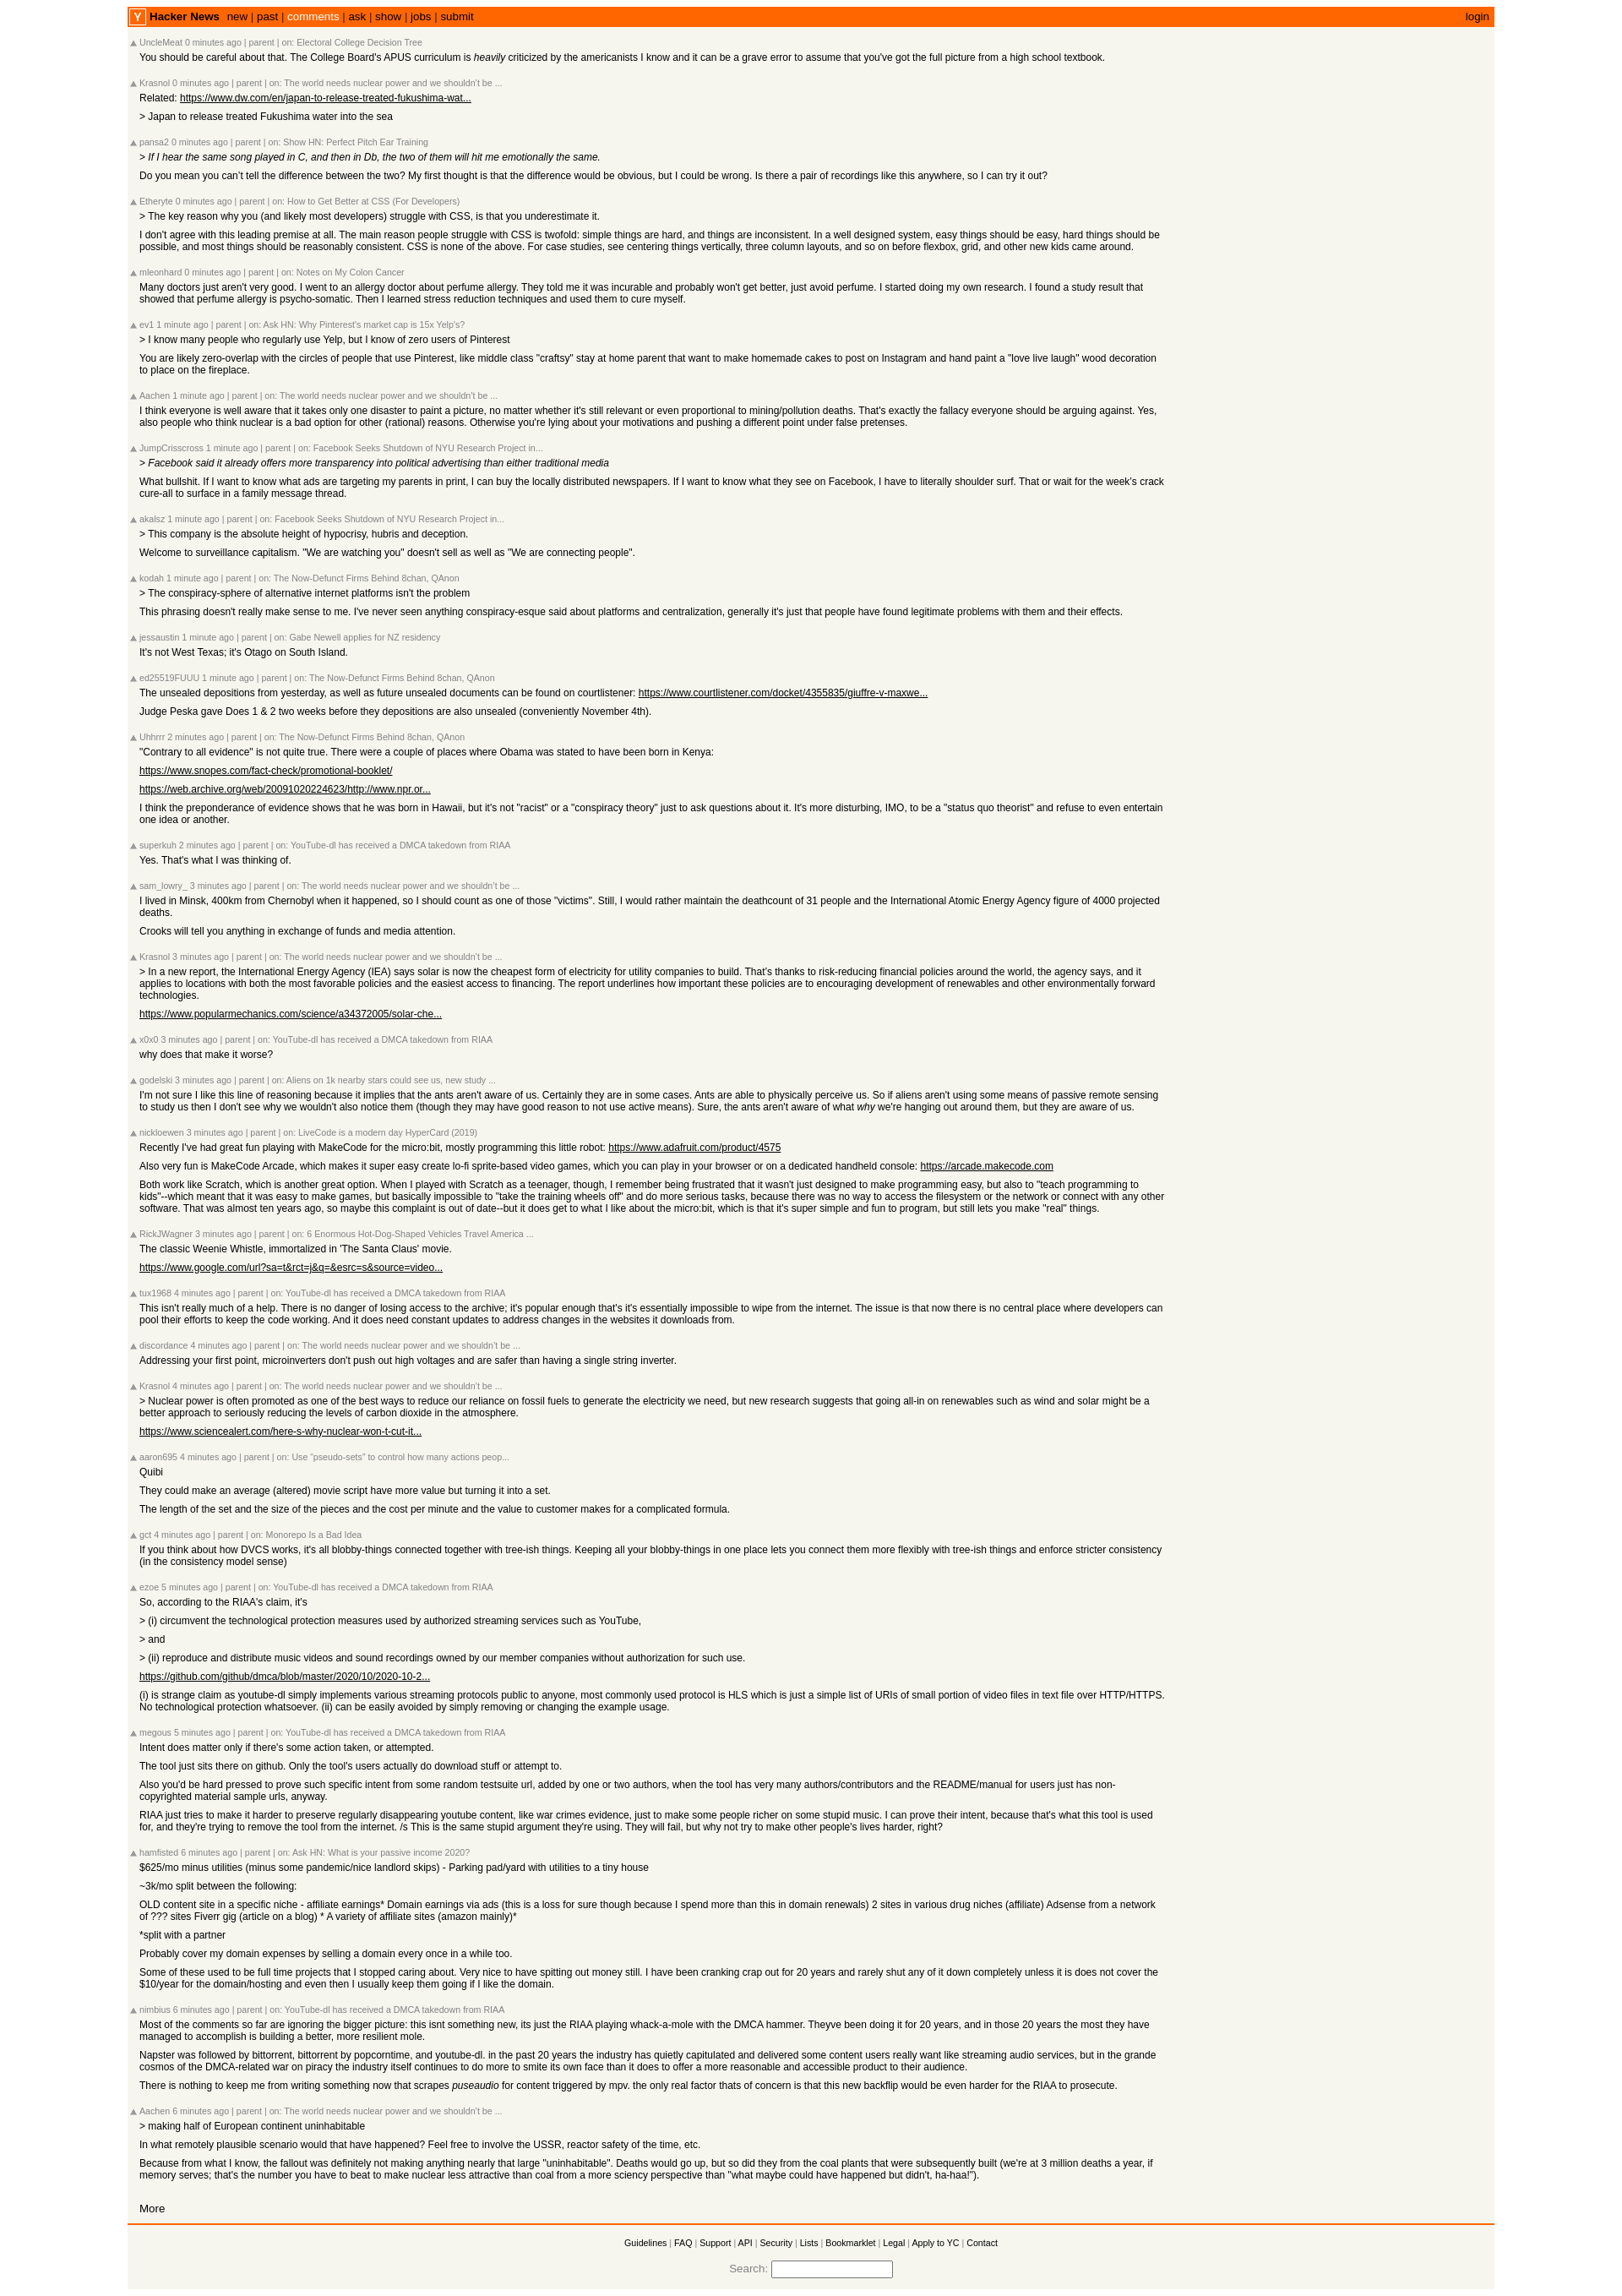 Y Hacker News new | past | comments | ask | show | jobs | submit login
UncleMeat 0 minutes ago | parent | on: Electoral College Decision Tree
You should be careful about that. The College Board's APUS curriculum is heavily criticized by the americanists I know and it can be a grave error to assume that you've got the full picture from a high school textbook.
Krasnol 0 minutes ago | parent | on: The world needs nuclear power and we shouldn't be ...
Related: https://www.dw.com/en/japan-to-release-treated-fukushima-wat...
> Japan to release treated Fukushima water into the sea
pansa2 0 minutes ago | parent | on: Show HN: Perfect Pitch Ear Training
> If I hear the same song played in C, and then in Db, the two of them will hit me emotionally the same.
Do you mean you can't tell the difference between the two? My first thought is that the difference would be obvious, but I could be wrong. Is there a pair of recordings like this anywhere, so I can try it out?
Etheryte 0 minutes ago | parent | on: How to Get Better at CSS (For Developers)
> The key reason why you (and likely most developers) struggle with CSS, is that you underestimate it.
I don't agree with this leading premise at all. The main reason people struggle with CSS is twofold: simple things are hard, and things are inconsistent. In a well designed system, easy things should be easy, hard things should be
possible, and most things should be reasonably consistent. CSS is none of the above. For case studies, see centering things vertically, three column layouts, and so on before flexbox, grid, and other new kids came around.
mleonhard 0 minutes ago | parent | on: Notes on My Colon Cancer
Many doctors just aren't very good. I went to an allergy doctor about perfume allergy. They told me it was incurable and probably won't get better, just avoid perfume. I started doing my own research. I found a study result that
showed that perfume allergy is psycho-somatic. Then I learned stress reduction techniques and used them to cure myself.
ev1 1 minute ago | parent | on: Ask HN: Why Pinterest's market cap is 15x Yelp's?
> I know many people who regularly use Yelp, but I know of zero users of Pinterest
You are likely zero-overlap with the circles of people that use Pinterest, like middle class "craftsy" stay at home parent that want to make homemade cakes to post on Instagram and hand paint a "love live laugh" wood decoration
to place on the fireplace.
Aachen 1 minute ago | parent | on: The world needs nuclear power and we shouldn't be ...
I think everyone is well aware that it takes only one disaster to paint a picture, no matter whether it's still relevant or even proportional to mining/pollution deaths. That's exactly the fallacy everyone should be arguing against. Yes,
also people who think nuclear is a bad option for other (rational) reasons. Otherwise you're lying about your motivations and pushing a different point under false pretenses.
JumpCrisscross 1 minute ago | parent | on: Facebook Seeks Shutdown of NYU Research Project in...
> Facebook said it already offers more transparency into political advertising than either traditional media
What bullshit. If I want to know what ads are targeting my parents in print, I can buy the locally distributed newspapers. If I want to know what they see on Facebook, I have to literally shoulder surf. That or wait for the week's crack
cure-all to surface in a family message thread.
akalsz 1 minute ago | parent | on: Facebook Seeks Shutdown of NYU Research Project in...
> This company is the absolute height of hypocrisy, hubris and deception.
Welcome to surveillance capitalism. "We are watching you" doesn't sell as well as "We are connecting people".
kodah 1 minute ago | parent | on: The Now-Defunct Firms Behind 8chan, QAnon
> The conspiracy-sphere of alternative internet platforms isn't the problem
This phrasing doesn't really make sense to me. I've never seen anything conspiracy-esque said about platforms and centralization, generally it's just that people have found legitimate problems with them and their effects.
jessaustin 1 minute ago | parent | on: Gabe Newell applies for NZ residency
It's not West Texas; it's Otago on South Island.
ed25519FUUU 1 minute ago | parent | on: The Now-Defunct Firms Behind 8chan, QAnon
The unsealed depositions from yesterday, as well as future unsealed documents can be found on courtlistener: https://www.courtlistener.com/docket/4355835/giuffre-v-maxwe...
Judge Peska gave Does 1 & 2 two weeks before they depositions are also unsealed (conveniently November 4th).
Uhhrrr 2 minutes ago | parent | on: The Now-Defunct Firms Behind 8chan, QAnon
"Contrary to all evidence" is not quite true. There were a couple of places where Obama was stated to have been born in Kenya:
https://www.snopes.com/fact-check/promotional-booklet/
https://web.archive.org/web/20091020224623/http://www.npr.or...
I think the preponderance of evidence shows that he was born in Hawaii, but it's not "racist" or a "conspiracy theory" just to ask questions about it. It's more disturbing, IMO, to be a "status quo theorist" and refuse to even entertain
one idea or another.
superkuh 2 minutes ago | parent | on: YouTube-dl has received a DMCA takedown from RIAA
Yes. That's what I was thinking of.
sam_lowry_ 3 minutes ago | parent | on: The world needs nuclear power and we shouldn't be ...
I lived in Minsk, 400km from Chernobyl when it happened, so I should count as one of those "victims". Still, I would rather maintain the deathcount of 31 people and the International Atomic Energy Agency figure of 4000 projected
deaths.
Crooks will tell you anything in exchange of funds and media attention.
Krasnol 3 minutes ago | parent | on: The world needs nuclear power and we shouldn't be ...
> In a new report, the International Energy Agency (IEA) says solar is now the cheapest form of electricity for utility companies to build. That's thanks to risk-reducing financial policies around the world, the agency says, and it
applies to locations with both the most favorable policies and the easiest access to financing. The report underlines how important these policies are to encouraging development of renewables and other environmentally forward
technologies.
https://www.popularmechanics.com/science/a34372005/solar-che...
x0x0 3 minutes ago | parent | on: YouTube-dl has received a DMCA takedown from RIAA
why does that make it worse?
godelski 3 minutes ago | parent | on: Aliens on 1k nearby stars could see us, new study ...
I'm not sure I like this line of reasoning because it implies that the ants aren't aware of us. Certainly they are in some cases. Ants are able to physically perceive us. So if aliens aren't using some means of passive remote sensing
to study us then I don't see why we wouldn't also notice them (though they may have good reason to not use active means). Sure, the ants aren't aware of what why we're hanging out around them, but they are aware of us.
nickloewen 3 minutes ago | parent | on: LiveCode is a modern day HyperCard (2019)
Recently I've had great fun playing with MakeCode for the micro:bit, mostly programming this little robot: https://www.adafruit.com/product/4575
Also very fun is MakeCode Arcade, which makes it super easy create lo-fi sprite-based video games, which you can play in your browser or on a dedicated handheld console: https://arcade.makecode.com
Both work like Scratch, which is another great option. When I played with Scratch as a teenager, though, I remember being frustrated that it wasn't just designed to make programming easy, but also to "teach programming to
kids"--which meant that it was easy to make games, but basically impossible to "take the training wheels off" and do more serious tasks, because there was no way to access the filesystem or the network or connect with any other
software. That was almost ten years ago, so maybe this complaint is out of date--but it does get to what I like about the micro:bit, which is that it's super simple and fun to program, but still lets you make "real" things.
RickJWagner 3 minutes ago | parent | on: 6 Enormous Hot-Dog-Shaped Vehicles Travel America ...
The classic Weenie Whistle, immortalized in 'The Santa Claus' movie.
https://www.google.com/url?sa=t&rct=j&q=&esrc=s&source=video...
tux1968 4 minutes ago | parent | on: YouTube-dl has received a DMCA takedown from RIAA
This isn't really much of a help. There is no danger of losing access to the archive; it's popular enough that's it's essentially impossible to wipe from the internet. The issue is that now there is no central place where developers can
pool their efforts to keep the code working. And it does need constant updates to address changes in the websites it downloads from.
discordance 4 minutes ago | parent | on: The world needs nuclear power and we shouldn't be ...
Addressing your first point, microinverters don't push out high voltages and are safer than having a single string inverter.
Krasnol 4 minutes ago | parent | on: The world needs nuclear power and we shouldn't be ...
> Nuclear power is often promoted as one of the best ways to reduce our reliance on fossil fuels to generate the electricity we need, but new research suggests that going all-in on renewables such as wind and solar might be a
better approach to seriously reducing the levels of carbon dioxide in the atmosphere.
https://www.sciencealert.com/here-s-why-nuclear-won-t-cut-it...
aaron695 4 minutes ago | parent | on: Use "pseudo-sets" to control how many actions peop...
Quibi
They could make an average (altered) movie script have more value but turning it into a set.
The length of the set and the size of the pieces and the cost per minute and the value to customer makes for a complicated formula.
gct 4 minutes ago | parent | on: Monorepo Is a Bad Idea
If you think about how DVCS works, it's all blobby-things connected together with tree-ish things. Keeping all your blobby-things in one place lets you connect them more flexibly with tree-ish things and enforce stricter consistency
(in the consistency model sense)
ezoe 5 minutes ago | parent | on: YouTube-dl has received a DMCA takedown from RIAA
So, according to the RIAA's claim, it's
> (i) circumvent the technological protection measures used by authorized streaming services such as YouTube,
> and
> (ii) reproduce and distribute music videos and sound recordings owned by our member companies without authorization for such use.
https://github.com/github/dmca/blob/master/2020/10/2020-10-2...
(i) is strange claim as youtube-dl simply implements various streaming protocols public to anyone, most commonly used protocol is HLS which is just a simple list of URIs of small portion of video files in text file over HTTP/HTTPS.
No technological protection whatsoever. (ii) can be easily avoided by simply removing or changing the example usage.
megous 5 minutes ago | parent | on: YouTube-dl has received a DMCA takedown from RIAA
Intent does matter only if there's some action taken, or attempted.
The tool just sits there on github. Only the tool's users actually do download stuff or attempt to.
Also you'd be hard pressed to prove such specific intent from some random testsuite url, added by one or two authors, when the tool has very many authors/contributors and the README/manual for users just has non-
copyrighted material sample urls, anyway.
RIAA just tries to make it harder to preserve regularly disappearing youtube content, like war crimes evidence, just to make some people richer on some stupid music. I can prove their intent, because that's what this tool is used
for, and they're trying to remove the tool from the internet. /s This is the same stupid argument they're using. They will fail, but why not try to make other people's lives harder, right?
hamfisted 6 minutes ago | parent | on: Ask HN: What is your passive income 2020?
$625/mo minus utilities (minus some pandemic/nice landlord skips) - Parking pad/yard with utilities to a tiny house
~3k/mo split between the following:
OLD content site in a specific niche - affiliate earnings* Domain earnings via ads (this is a loss for sure though because I spend more than this in domain renewals) 2 sites in various drug niches (affiliate) Adsense from a network
of ??? sites Fiverr gig (article on a blog) * A variety of affiliate sites (amazon mainly)*
*split with a partner
Probably cover my domain expenses by selling a domain every once in a while too.
Some of these used to be full time projects that I stopped caring about. Very nice to have spitting out money still. I have been cranking crap out for 20 years and rarely shut any of it down completely unless it is does not cover the
$10/year for the domain/hosting and even then I usually keep them going if I like the domain.
nimbius 6 minutes ago | parent | on: YouTube-dl has received a DMCA takedown from RIAA
Most of the comments so far are ignoring the bigger picture: this isnt something new, its just the RIAA playing whack-a-mole with the DMCA hammer. Theyve been doing it for 20 years, and in those 20 years the most they have
managed to accomplish is building a better, more resilient mole.
Napster was followed by bittorrent, bittorrent by popcorntime, and youtube-dl. in the past 20 years the industry has quietly capitulated and delivered some content users really want like streaming audio services, but in the grande
cosmos of the DMCA-related war on piracy the industry itself continues to do more to smite its own face than it does to offer a more reasonable and accessible product to their audience.
There is nothing to keep me from writing something now that scrapes puseaudio for content triggered by mpv. the only real factor thats of concern is that this new backflip would be even harder for the RIAA to prosecute.
Aachen 6 minutes ago | parent | on: The world needs nuclear power and we shouldn't be ...
> making half of European continent uninhabitable
In what remotely plausible scenario would that have happened? Feel free to involve the USSR, reactor safety of the time, etc.
Because from what I know, the fallout was definitely not making anything nearly that large "uninhabitable". Deaths would go up, but so did they from the coal plants that were subsequently built (we're at 3 million deaths a year, if
memory serves; that's the number you have to beat to make nuclear less attractive than coal from a more sciency perspective than "what maybe could have happened but didn't, ha-haa!").
More
Guidelines | FAQ | Support | API | Security | Lists | Bookmarklet | Legal | Apply to YC | Contact
Search: